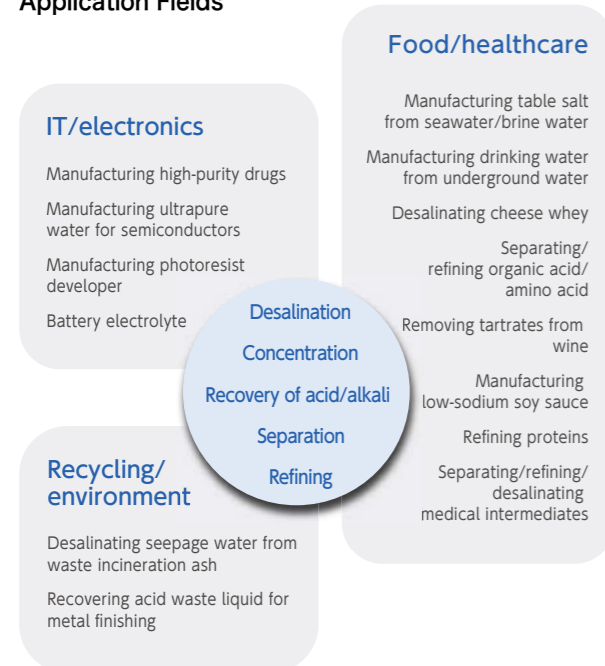 Application Fields
IT/electronics
Manufacturing high-purity drugs
Manufacturing ultrapure
water for semiconductors
Manufacturing photoresist
developer
Battery electrolyte
Food/healthcare
Manufacturing table salt
from seawater/brine water
Manufacturing drinking water
from underground water
Desalinating cheese whey
Separating/
refining organic acid/
amino acid
Removing tartrates from
wine
Manufacturing
low-sodium soy sauce
Refining proteins
Separating/refining/
desalinating
medical intermediates
Desalination
Concentration
Recovery of acid/alkali
Separation
Refining
Recycling/
environment
Desalinating seepage water from
waste incineration ash
Recovering acid waste liquid for
metal finishing